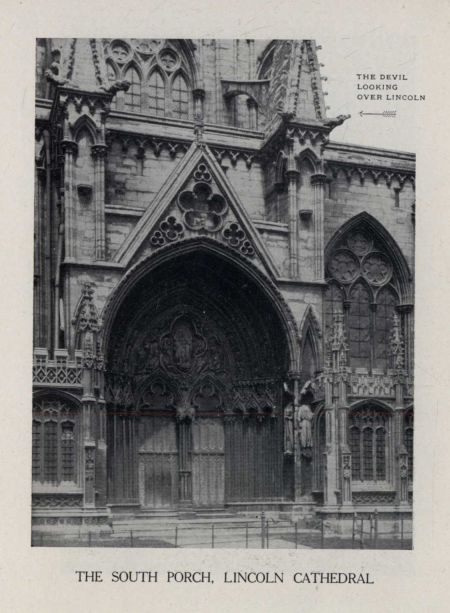 THE DEVIL
LOOKING
OVER LINCOLN
THE SOUTH PORCH, LINCOLN CATHEDRAL